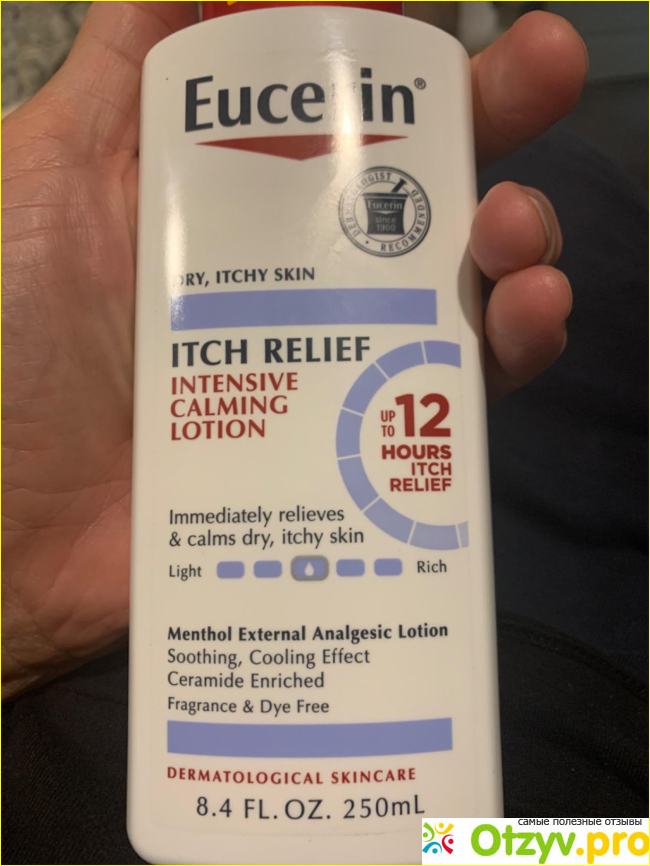 Eucerin®
DERMATOLOGIST RECOMMENDED
Eucerin
since
1900
DRY, ITCHY SKIN
ITCH RELIEF
INTENSIVE
CALMING
LOTION
UP TO 12
HOURS
ITCH
RELIEF
Immediately relieves
& calms dry, itchy skin
Light Rich
Menthol External Analgesic Lotion
Soothing, Cooling Effect
Ceramide Enriched
Fragrance & Dye Free
DERMATOLOGICAL SKINCARE
8.4 FL. OZ. 250mL
самые полезные отзывы
Otzyv.pro